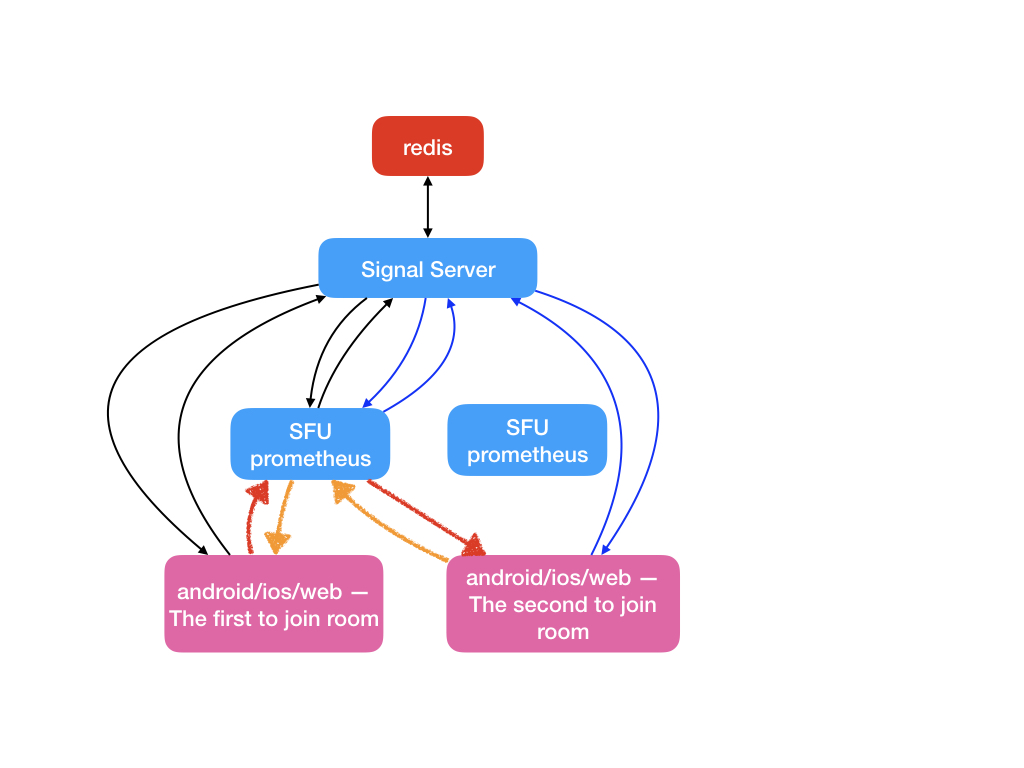 redis
Signal Server
SFU
prometheus
SFU
prometheus
android/ios/web —
The first to join room
android/ios/web —
The second to join
room